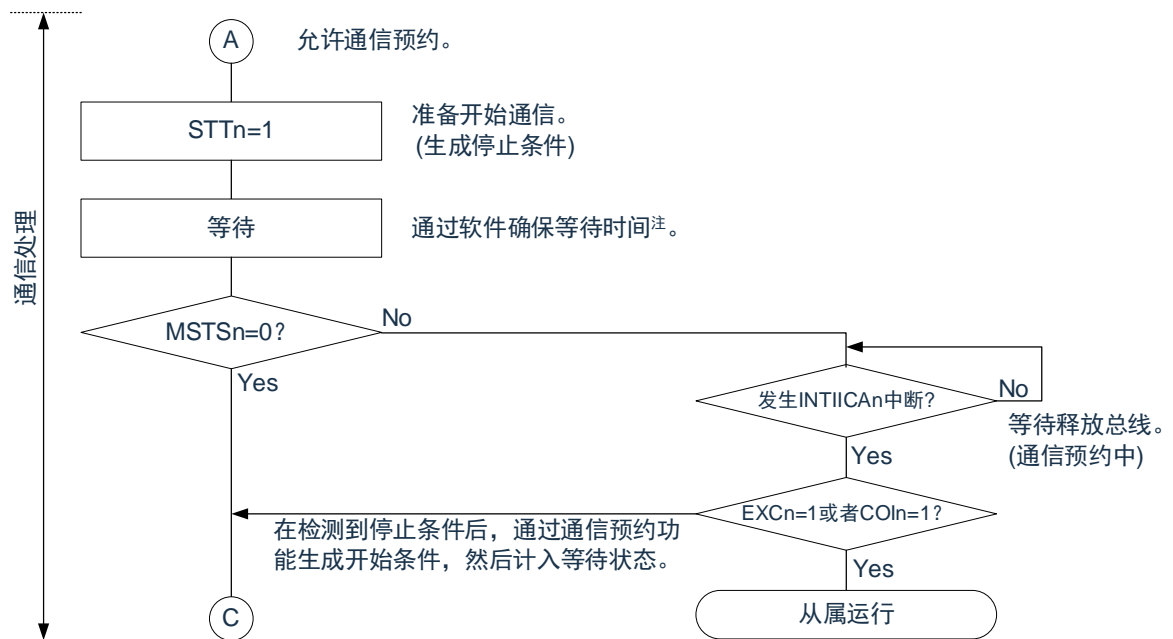 A
允许通信预约。
STTn=1
准备开始通信。
(生成停止条件)
等待
通过软件确保等待时间注。
通信处理
MSTSn=0?
No
Yes
发生INTIICAn中断?
No
等待释放总线。
(通信预约中)
Yes
EXCn=1或者COIn=1?
在检测到停止条件后，通过通信预约功
能生成开始条件，然后计入等待状态。
Yes
C
从属运行